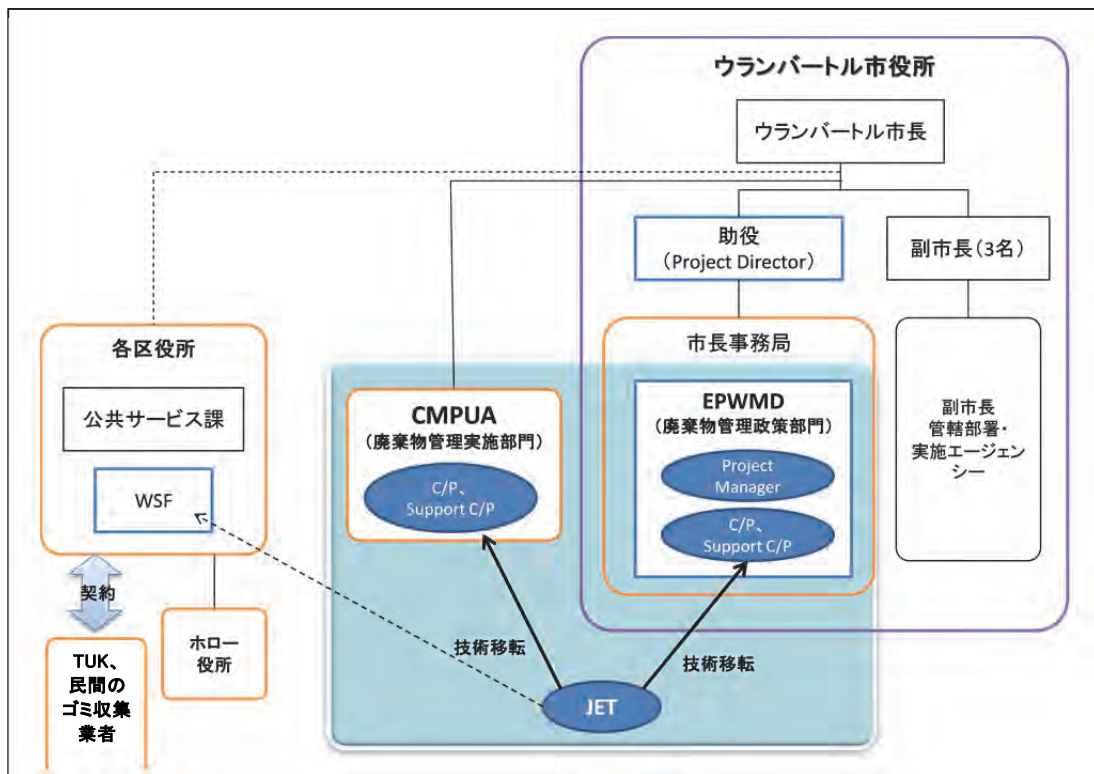 ウランバートル市役所
ウランバートル市長
助役
（Project Director）
副市長（3名）
各区役所
公共サービス課
WSF
市長事務局
CMPUA
（廃棄物管理実施部門）
C/P、
Support C/P
EPWMD
（廃棄物管理政策部門）
Project
Manager
C/P、
Support C/P
副市長
管轄部署・
実施エージェン
シー
契約
ホロー
役所
TUK、
民間の
ゴミ収集
業者
技術移転
技術移転
JET